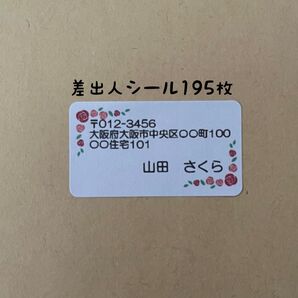 差出人シール195枚
〒012-3456
大阪府大阪市中央区〇〇町100
〇〇住宅101
山田 さくら